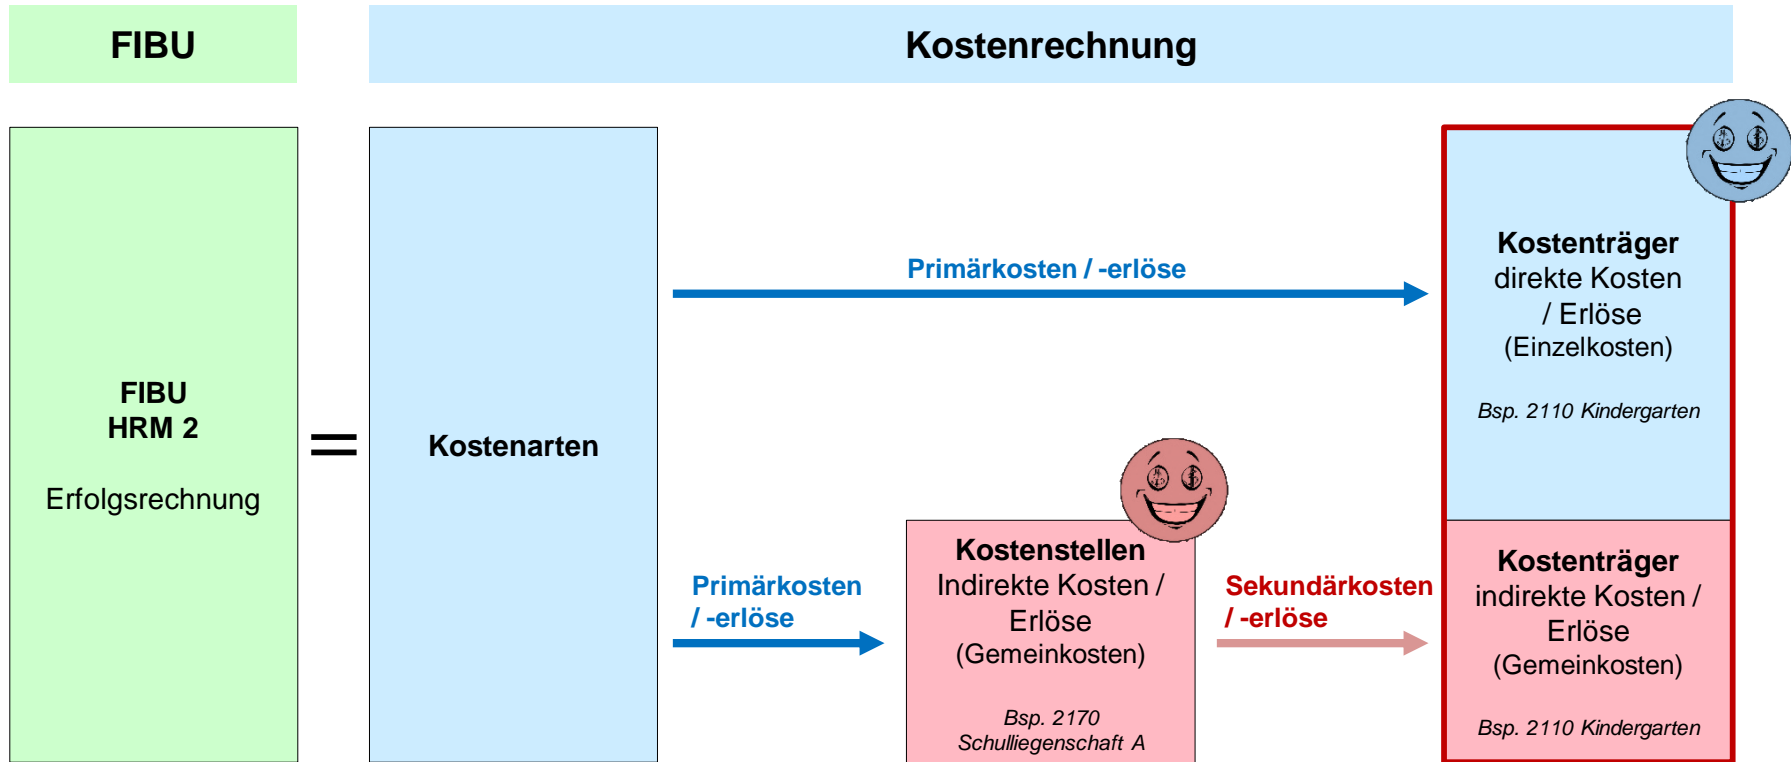 FIBU
Kostenrechnung
FIBU
HRM 2
Erfolgsrechnung
=
Kostenarten
Primärkosten / -erlöse
Primärkosten
/ -erlöse
Kostenstellen
Indirekte Kosten /
Erlöse
(Gemeinkosten)
Bsp. 2170
Schulliegenschaft A
Sekundärkosten
/ -erlöse
Kostenträger
direkte Kosten
/ Erlöse
(Einzelkosten)
Bsp. 2110 Kindergarten
Kostenträger
indirekte Kosten /
Erlöse
(Gemeinkosten)
Bsp. 2110 Kindergarten